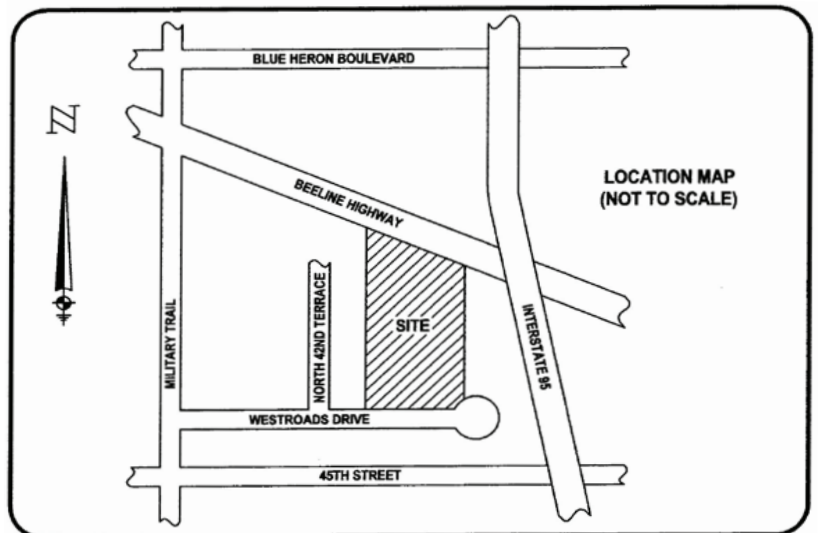 BLUE HERON BOULEVARD
N
LOCATION MAP
(NOT TO SCALE)
BEELINE HIGHWAY
NORTH 42ND TERRACE
SITE
MILITARY TRAIL
INTERSTATE 95
WESTROADS DRIVE
45TH STREET